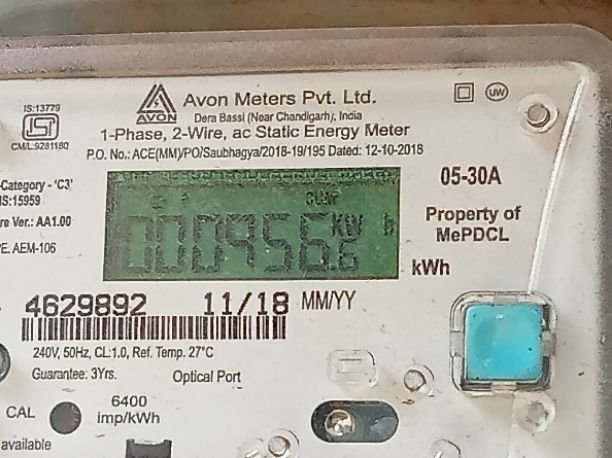 IS:13779
CM/L:9281180
AVON
Avon Meters Pvt. Ltd.
Dera Bassi (Near Chandigarh), India
1-Phase, 2-Wire, ac Static Energy Meter
P.O. No.: ACE(MM)/PO/Saubhagya/2018-19/195 Dated: 12-10-2018
UW
-Category - 'C3'
IS:15959
re Ver.: AA1.00
PE. AEM-106
000956.6
KW h
05-30A
Property of
MePDCL
kWh
4629892 11/18 MM/YY
240V, 50Hz, CL:1.0, Ref. Temp. 27°C
Guarantee: 3Yrs. Optical Port
CAL
6400
imp/kWh
available